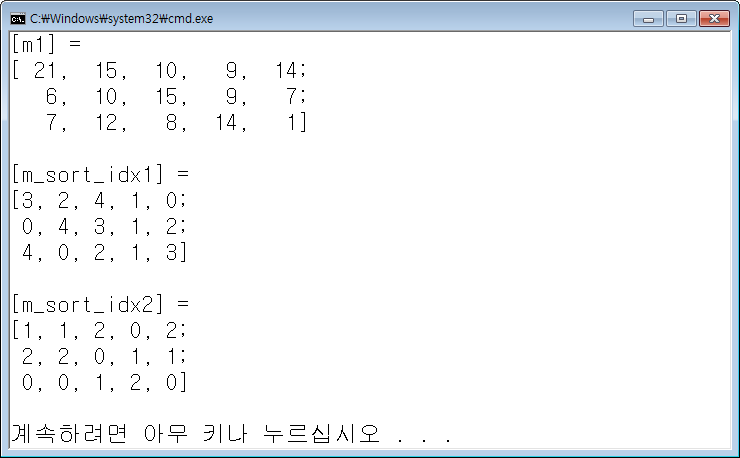 C:₩Windows₩system32₩cmd.exe
[m1] =
[ 21,  15,  10,   9,  14;
   6,  10,  15,   9,   7;
   7,  12,   8,  14,   1]
[m_sort_idx1] =
[3, 2, 4, 1, 0;
 0, 4, 3, 1, 2;
 4, 0, 2, 1, 3]
[m_sort_idx2] =
[1, 1, 2, 0, 2;
 2, 2, 0, 1, 1;
 0, 0, 1, 2, 0]
계속하려면 아무 키나 누르십시오 . . .